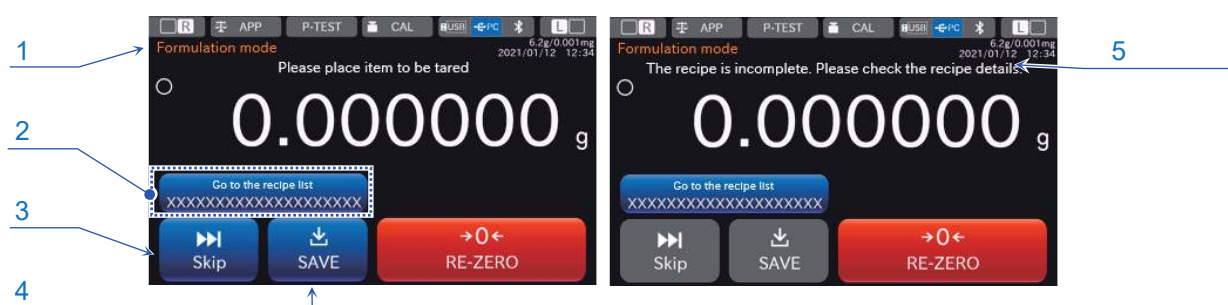 1
2
3
4
R APP P-TEST CAL USB PC L
Formulation mode
6.2g/0.001mg
2021/01/12 12:34
Please place item to be tared
0.000000 g
Go to the recipe list
XXXXXXXXXXXXXXXXXXXX
Skip
SAVE
→0←
RE-ZERO
R APP P-TEST CAL USB PC L
Formulation mode
6.2g/0.001mg
2021/01/12 12:34
The recipe is incomplete. Please check the recipe details.
0.000000 g
Go to the recipe list
XXXXXXXXXXXXXXXXXXXX
Skip
SAVE
→0←
RE-ZERO
5